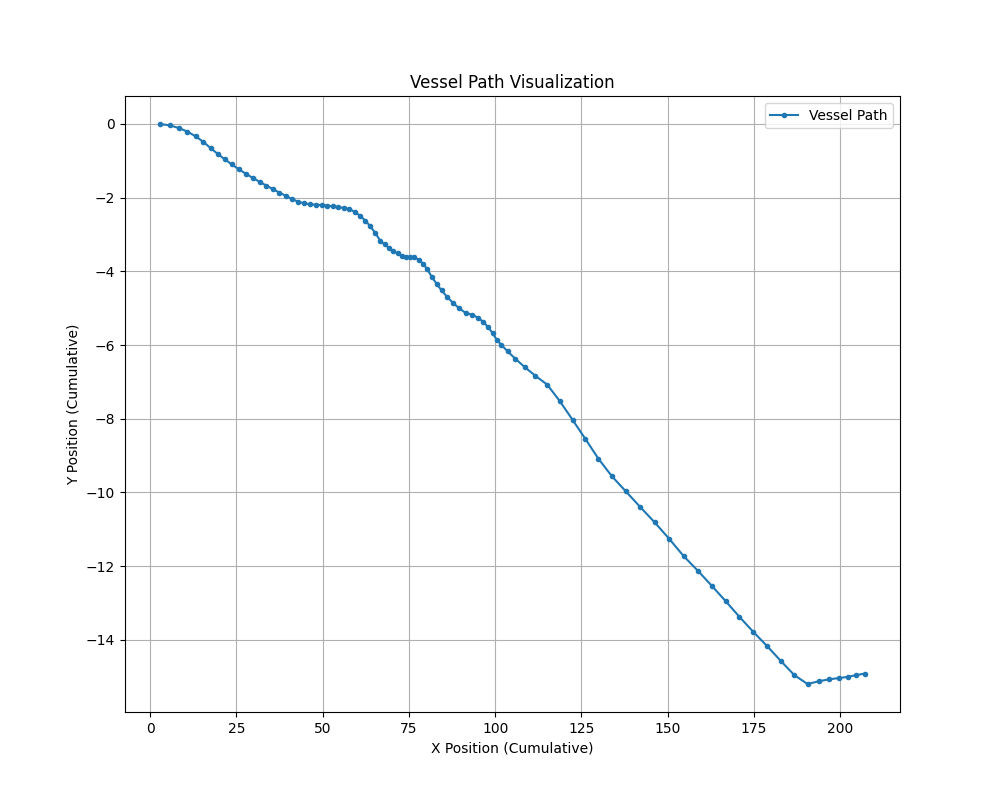 Vessel Path Visualization
Vessel Path
0
−2
−4
−6
−8
−10
−12
−14
Y Position (Cumulative)
0 25 50 75 100 125 150 175 200
X Position (Cumulative)